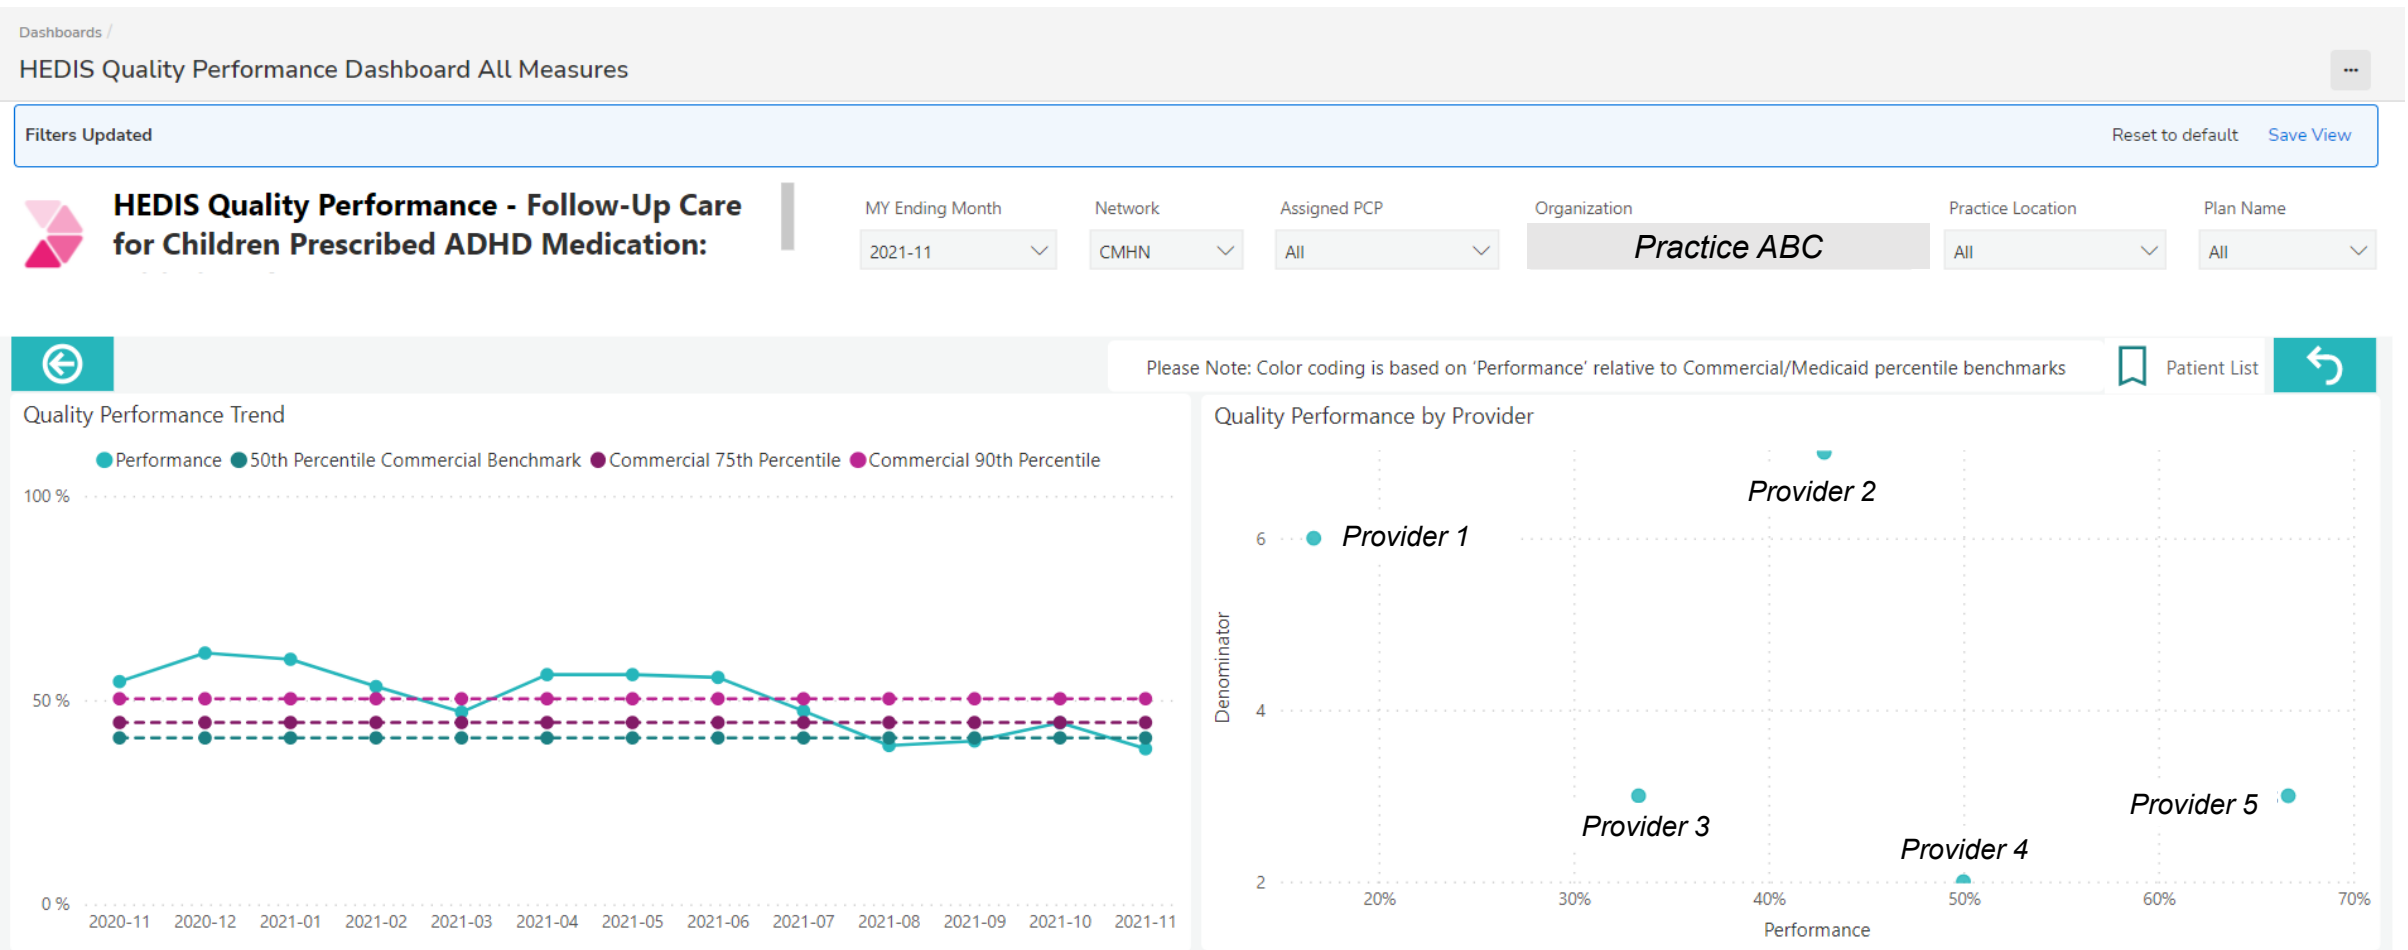 Dashboards /
HEDIS Quality Performance Dashboard All Measures
...
Filters Updated
Reset to default
Save View
HEDIS Quality Performance - Follow-Up Care
for Children Prescribed ADHD Medication:
MY Ending Month
2021-11
Network
CMHN
Assigned PCP
All
Organization
Practice ABC
Practice Location
All
Plan Name
All
Please Note: Color coding is based on 'Performance' relative to Commercial/Medicaid percentile benchmarks
Patient List
Quality Performance Trend
Performance
50th Percentile Commercial Benchmark
Commercial 75th Percentile
Commercial 90th Percentile
100 %
50 %
0 %
2020-11
2020-12
2021-01
2021-02
2021-03
2021-04
2021-05
2021-06
2021-07
2021-08
2021-09
2021-10
2021-11
Quality Performance by Provider
Provider 2
6
Provider 1
Denominator
4
Provider 5
Provider 3
Provider 4
2
20%
30%
40%
50%
60%
70%
Performance